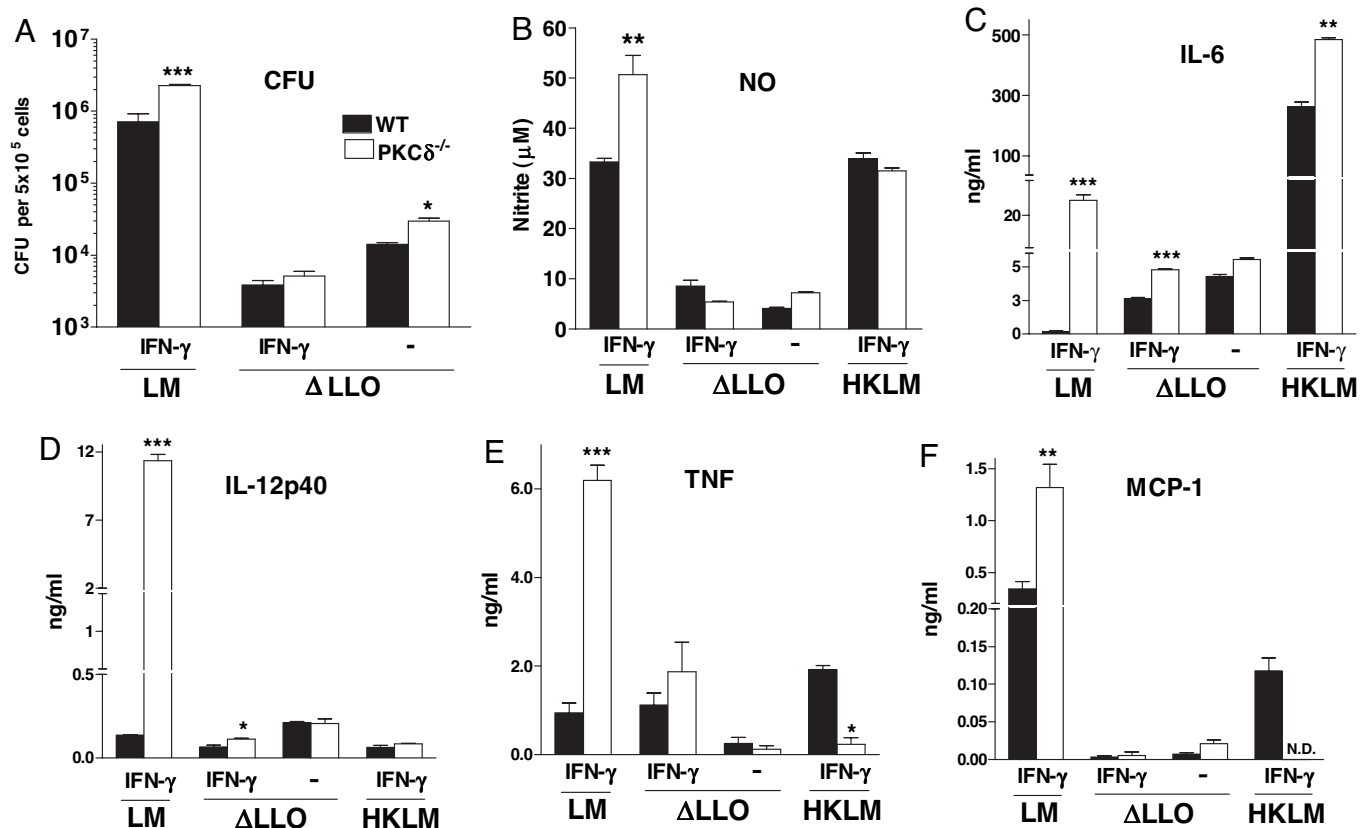 A
CFU
CFU per 5x10⁵ cells
10⁷
10⁶
10⁵
10⁴
10³
***
*
WT
PKCδ⁻/⁻
IFN-γ IFN-γ -
LM Δ LLO
B
NO
Nitrite (μM)
60
50
40
30
20
10
0
**
IFN-γ IFN-γ - IFN-γ
LM ΔLLO HKLM
C
IL-6
ng/ml
500
300
100
20
5
3
0
***
***
**
IFN-γ IFN-γ - IFN-γ
LM ΔLLO HKLM
D
IL-12p40
ng/ml
12
7
2
1
0.5
0.0
***
*
IFN-γ IFN-γ - IFN-γ
LM ΔLLO HKLM
E
TNF
ng/ml
6.0
4.0
2.0
0.0
***
*
IFN-γ IFN-γ - IFN-γ
LM ΔLLO HKLM
F
MCP-1
ng/ml
1.5
1.0
0.5
0.20
0.15
0.10
0.05
0.00
**
N.D.
IFN-γ IFN-γ - IFN-γ
LM ΔLLO HKLM